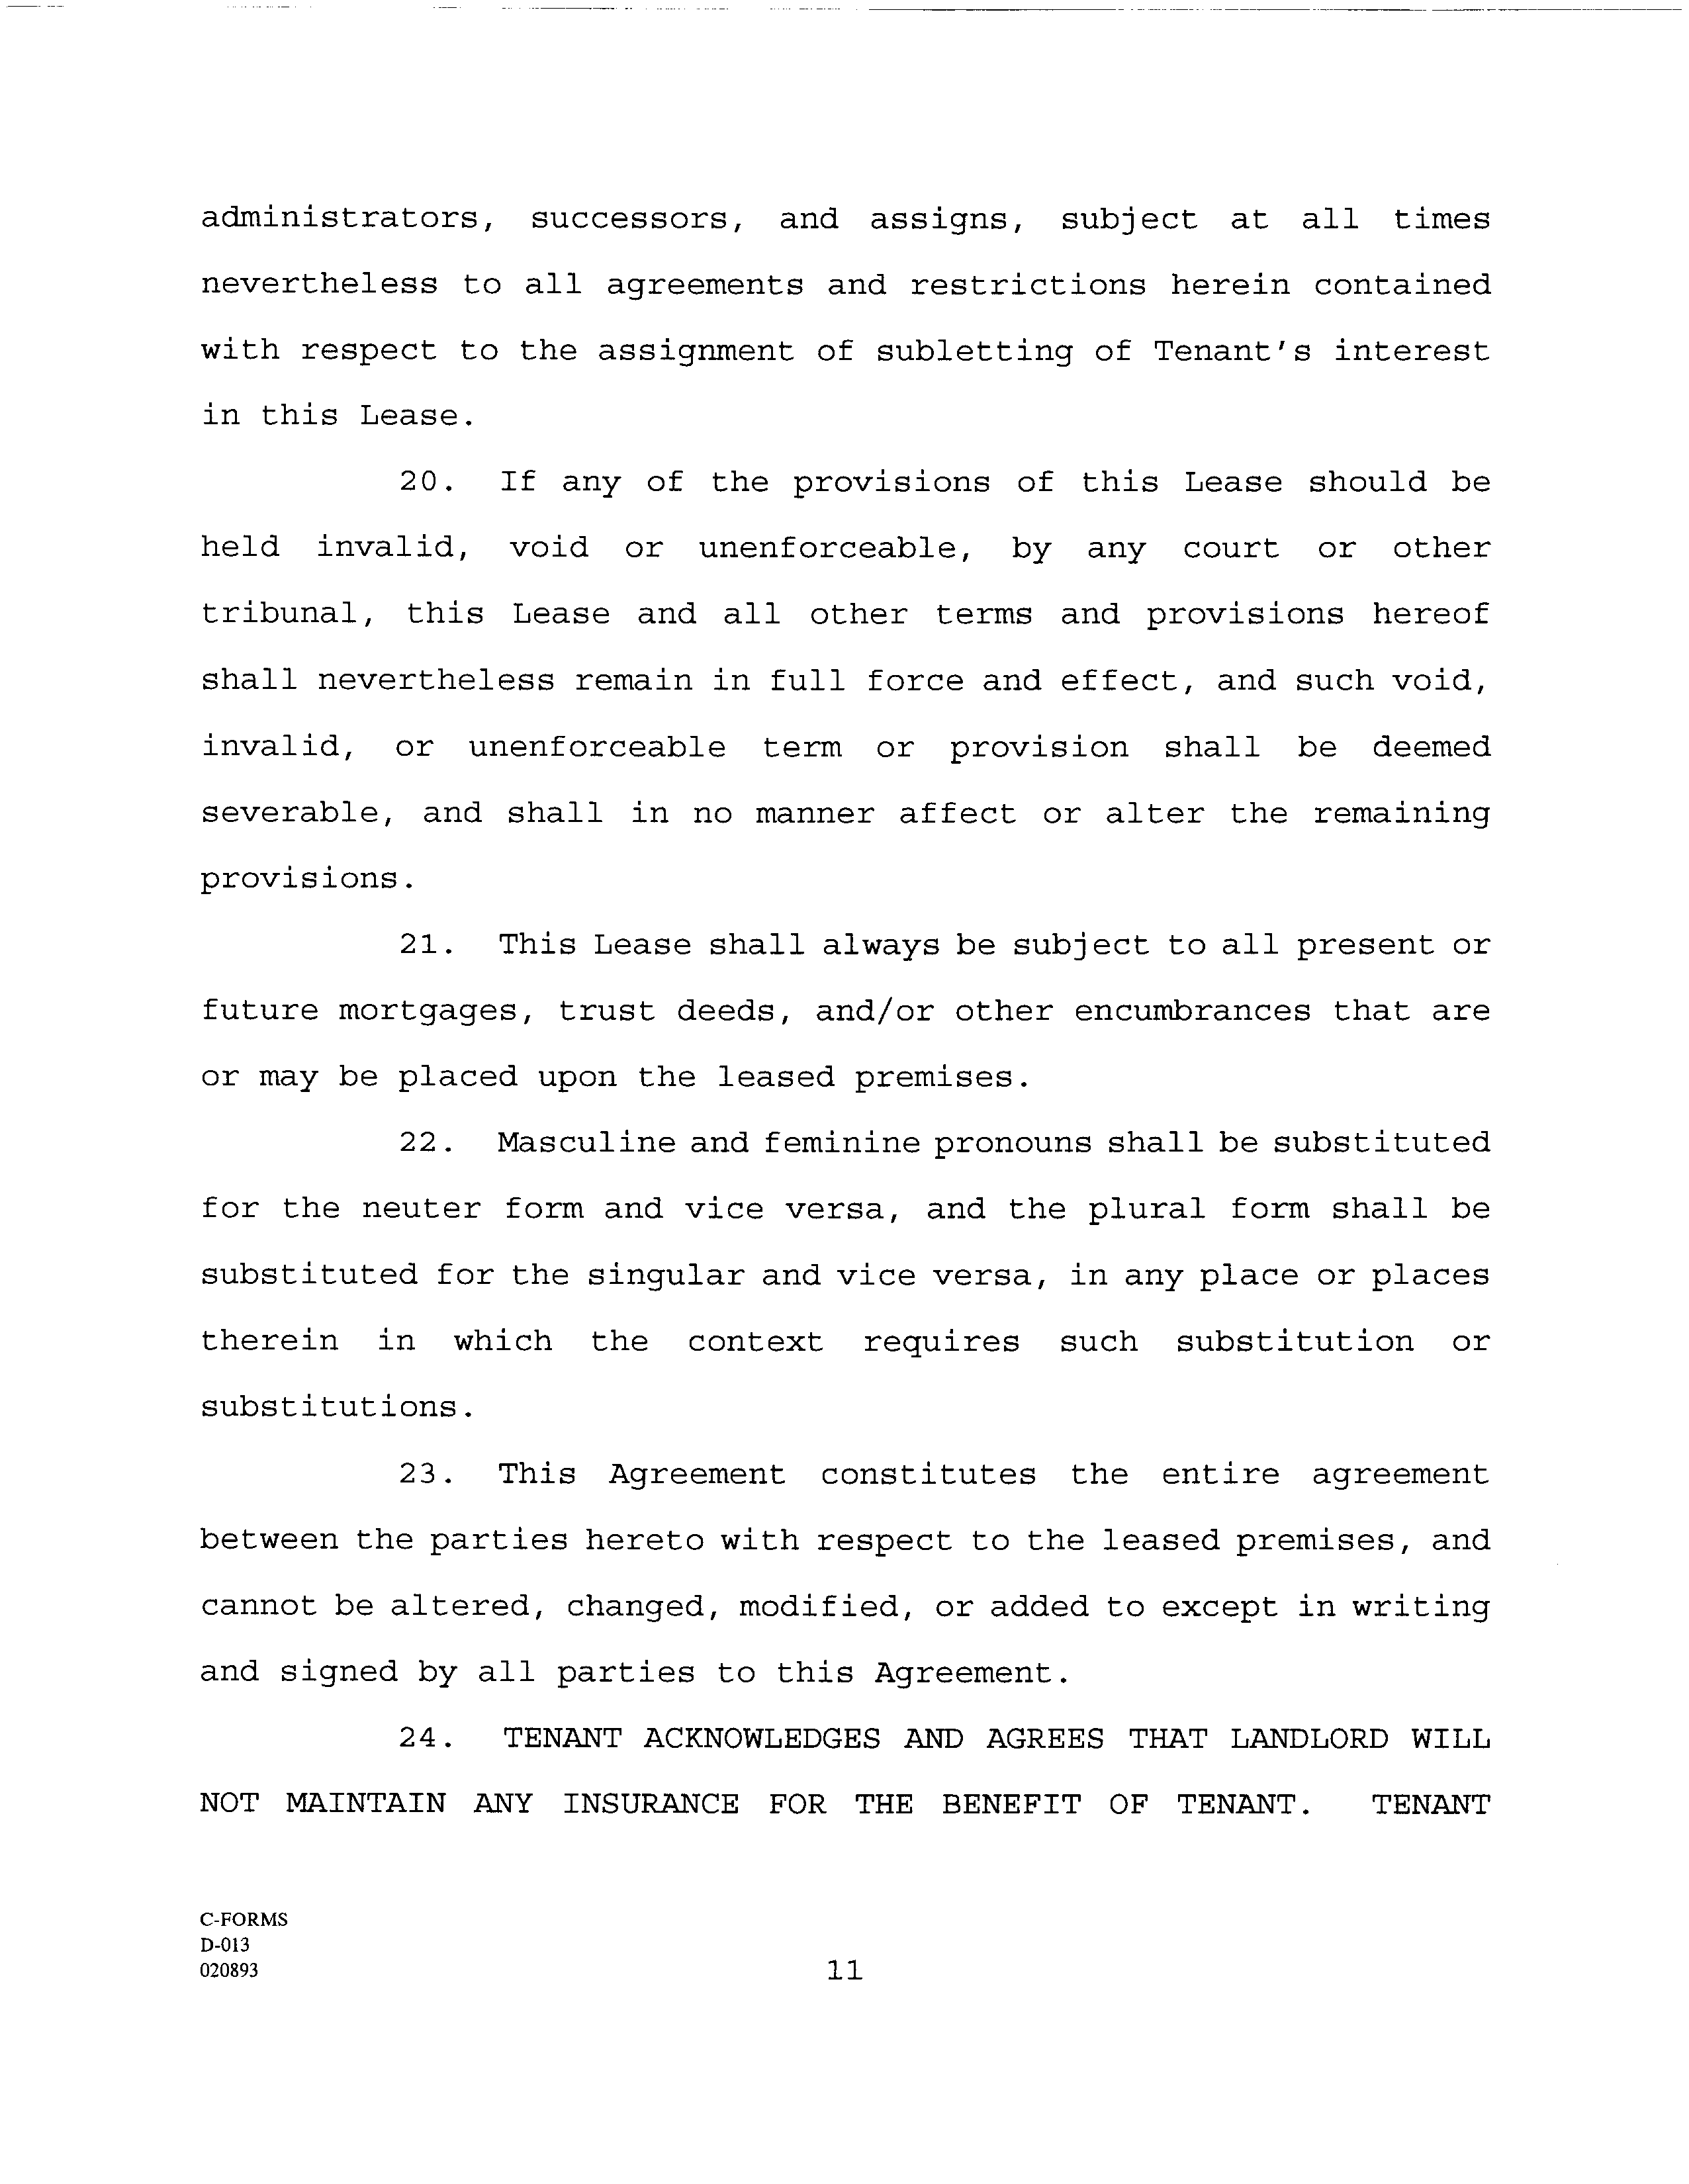 administrators, successors, and assigns, subject at all times
nevertheless to all agreements and restrictions herein contained
with respect to the assignment of subletting of Tenant's interest
in this Lease.
20. If any of the provisions of this Lease should be
held invalid, void or unenforceable, by any court or other
tribunal, this Lease and all other terms and provisions hereof
shall nevertheless remain in full force and effect, and such void,
invalid, or unenforceable term or provision shall be deemed
severable, and shall in no manner affect or alter the remaining
provisions.
21. This Lease shall always be subject to all present or
future mortgages, trust deeds, and/or other encumbrances that are
or may be placed upon the leased premises.
22. Masculine and feminine pronouns shall be substituted
for the neuter form and vice versa, and the plural form shall be
substituted for the singular and vice versa, in any place or places
therein in which the context requires such substitution or
substitutions.
23. This Agreement constitutes the entire agreement
between the parties hereto with respect to the leased premises, and
cannot be altered, changed, modified, or added to except in writing
and signed by all parties to this Agreement.
24. TENANT ACKNOWLEDGES AND AGREES THAT LANDLORD WILL
NOT MAINTAIN ANY INSURANCE FOR THE BENEFIT OF TENANT. TENANT
C-FORMS
D-013
020893
11